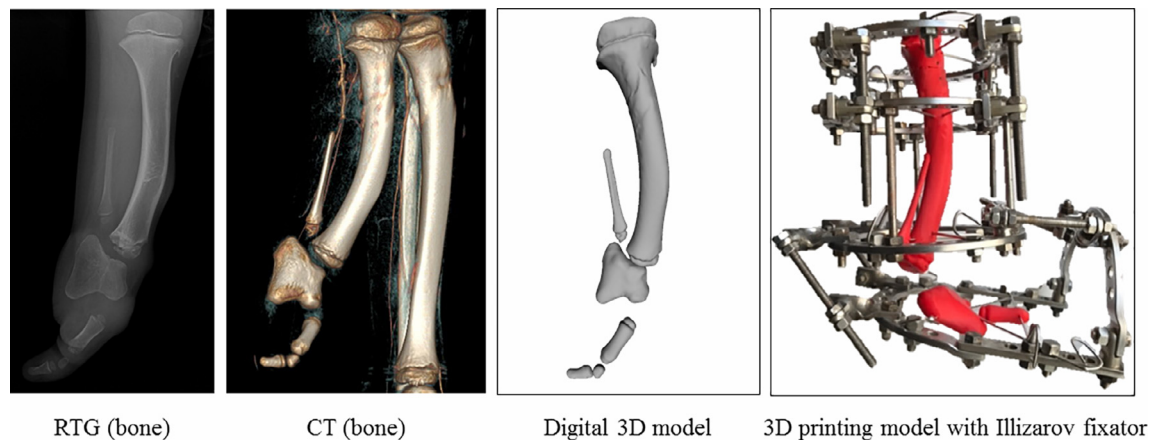 RTG (bone)
CT (bone)
Digital 3D model
3D printing model with Illizarov fixator